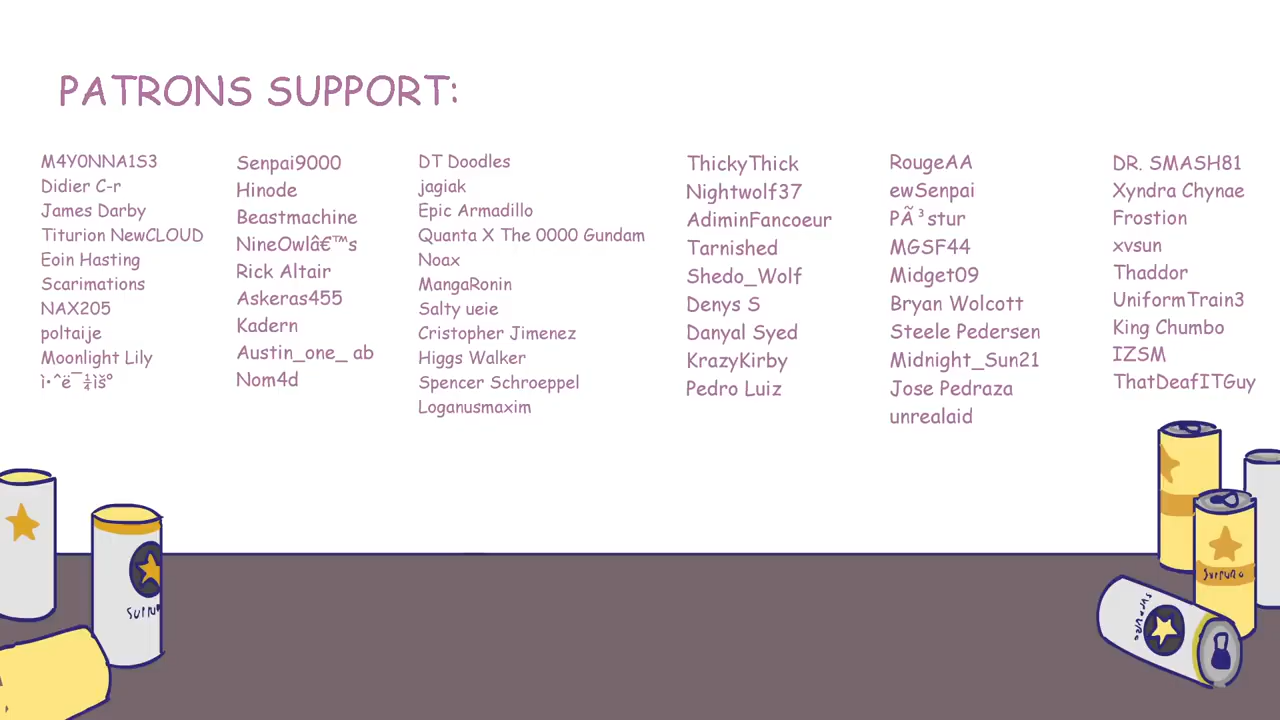 PATRONS SUPPORT:
M4Y0NNA1S3
Didier C-r
James Darby
Titurion NewCLOUD
Eoin Hasting
Scarimations
NAX205
poltaije
Moonlight Lily
ì•ˆë¯¼ìš°
Senpai9000
Hinode
Beastmachine
NineOwlâ€™s
Rick Altair
Askeras455
Kadern
Austin_one_ ab
Nom4d
DT Doodles
jagiak
Epic Armadillo
Quanta X The 0000 Gundam
Noax
MangaRonin
Salty ueie
Cristopher Jimenez
Higgs Walker
Spencer Schroeppel
Loganusmaxim
ThickyThick
Nightwolf37
AdiminFancoeur
Tarnished
Shedo_Wolf
Denys S
Danyal Syed
KrazyKirby
Pedro Luiz
RougeAA
ewSenpai
PÃ³stur
MGSF44
Midget09
Bryan Wolcott
Steele Pedersen
Midnight_Sun21
Jose Pedraza
unrealaid
DR. SMASH81
Xyndra Chynae
Frostion
xvsun
Thaddor
UniformTrain3
King Chumbo
IZSM
ThatDeafITGuy